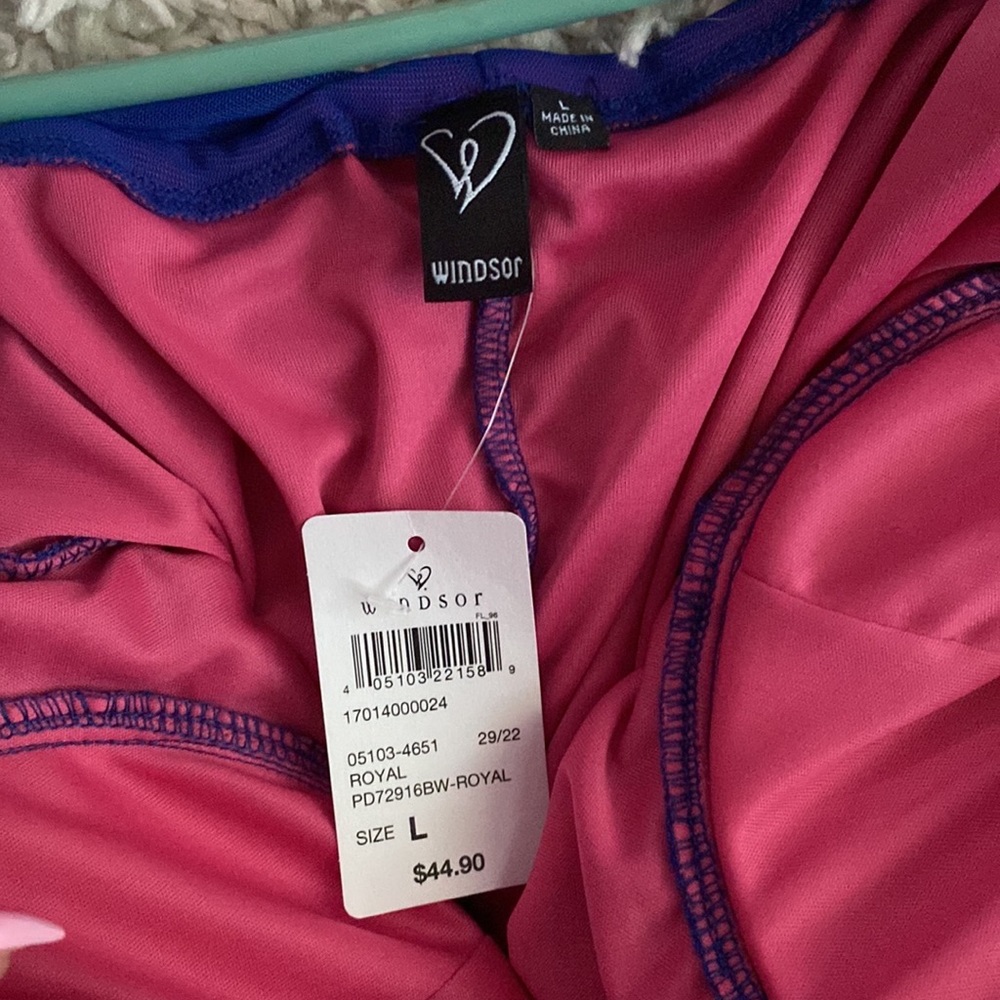 L
MADE IN
CHINA
WINDSOR
WINDSOR
FL_96
4 05103 22158 9
17014000024
05103-4651 29/22
ROYAL
PD72916BW-ROYAL
SIZE L
$44.90